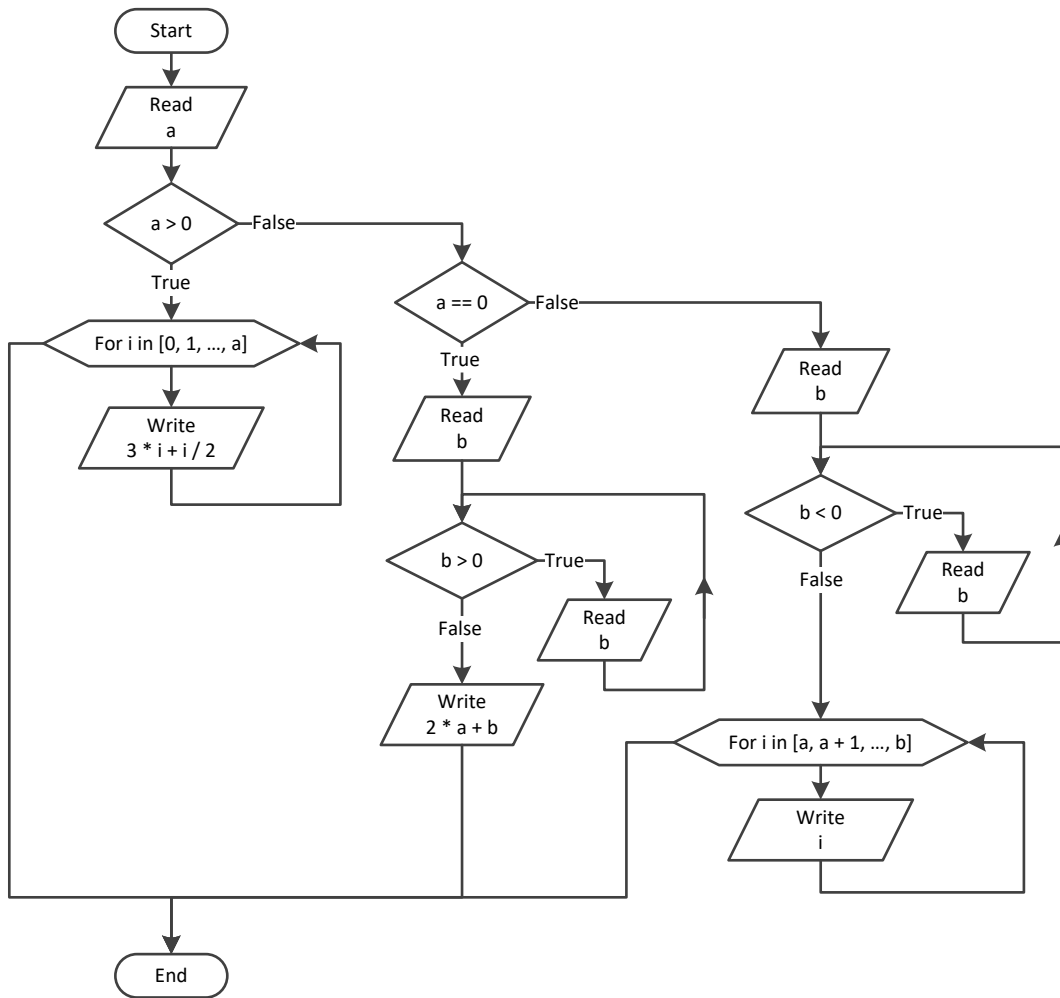 Start
Read
a
a > 0
False
True
a == 0
False
For i in [0, 1, ..., a]
True
Read
b
Write
3 * i + i / 2
Read
b
b > 0
True
b < 0
True
Read
b
False
Read
b
False
Write
2 * a + b
For i in [a, a + 1, ..., b]
Write
i
End